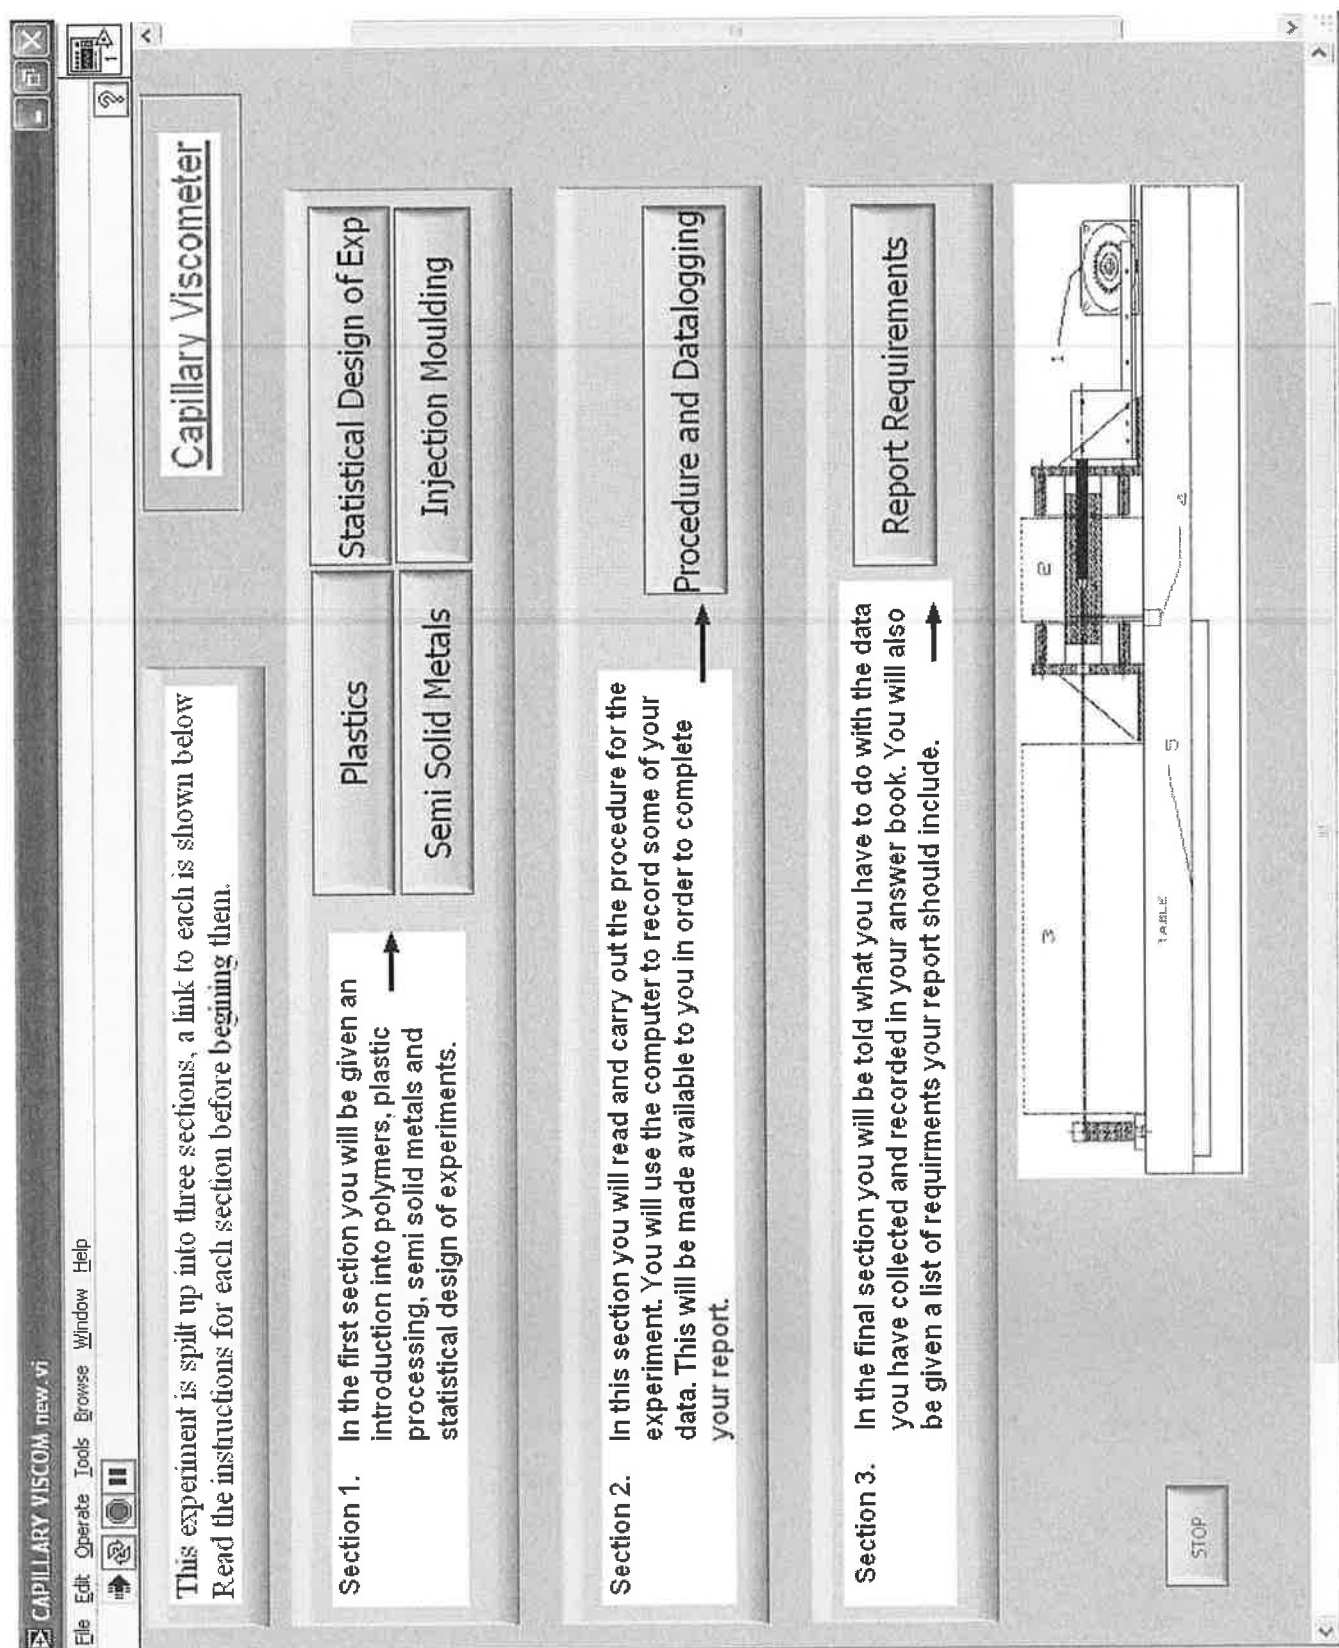 CAPILLARY VISCOM new.vi
File Edit Operate Tools Browse Window Help
?
1
This experiment is spilt up into three sections, a link to each is shown below
Read the instructions for each section before begining them.
Capillary Viscometer
Section 1. In the first section you will be given an
introduction into polymers, plastic
processing, semi solid metals and
statistical design of experiments.
Plastics
Statistical Design of Exp
Semi Solid Metals
Injection Moulding
Section 2. In this section you will read and carry out the procedure for the
experiment. You will use the computer to record some of your
data. This will be made available to you in order to complete
your report.
Procedure and Datalogging
Section 3. In the final section you will be told what you have to do with the data
you have collected and recorded in your answer book. You will also
be given a list of requirments your report should include.
Report Requirements
3
2
1
TABLE
5
4
STOP